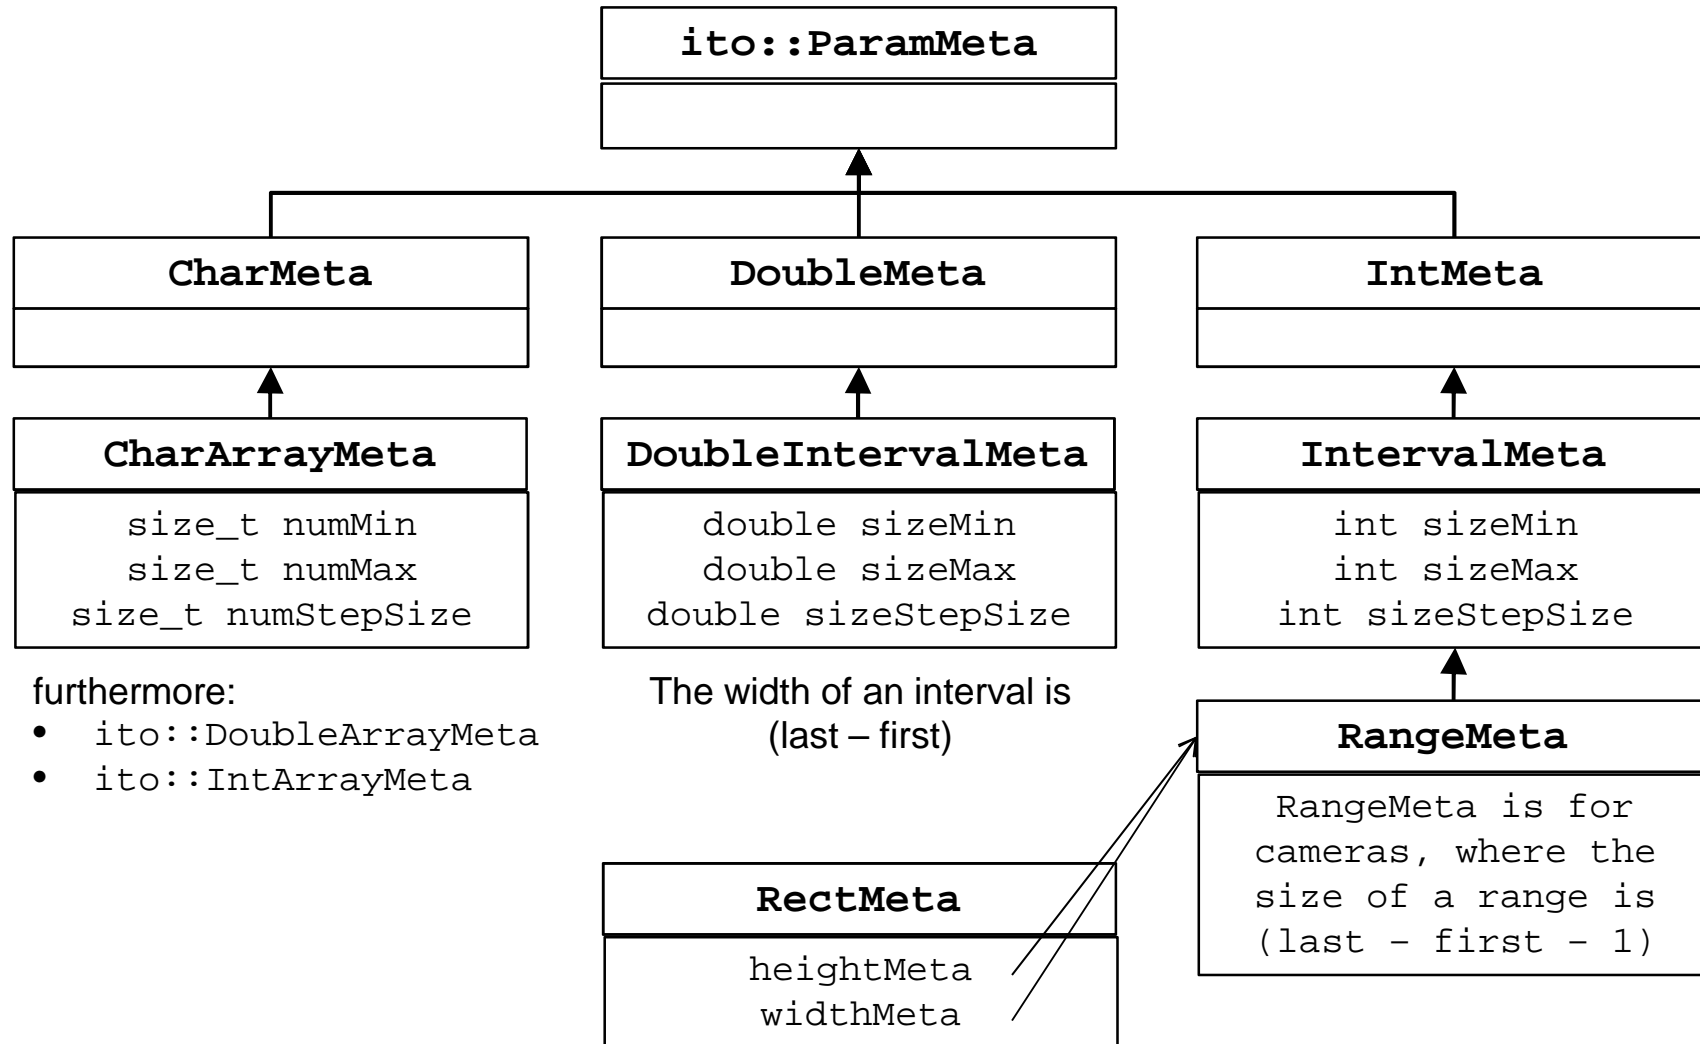 ito::ParamMeta
CharMeta
DoubleMeta
IntMeta
CharArrayMeta
size_t numMin
size_t numMax
size_t numStepSize
DoubleIntervalMeta
double sizeMin
double sizeMax
double sizeStepSize
IntervalMeta
int sizeMin
int sizeMax
int sizeStepSize
furthermore:
• ito::DoubleArrayMeta
• ito::IntArrayMeta
The width of an interval is
(last – first)
RangeMeta
RangeMeta is for
cameras, where the
size of a range is
(last – first – 1)
RectMeta
heightMeta
widthMeta